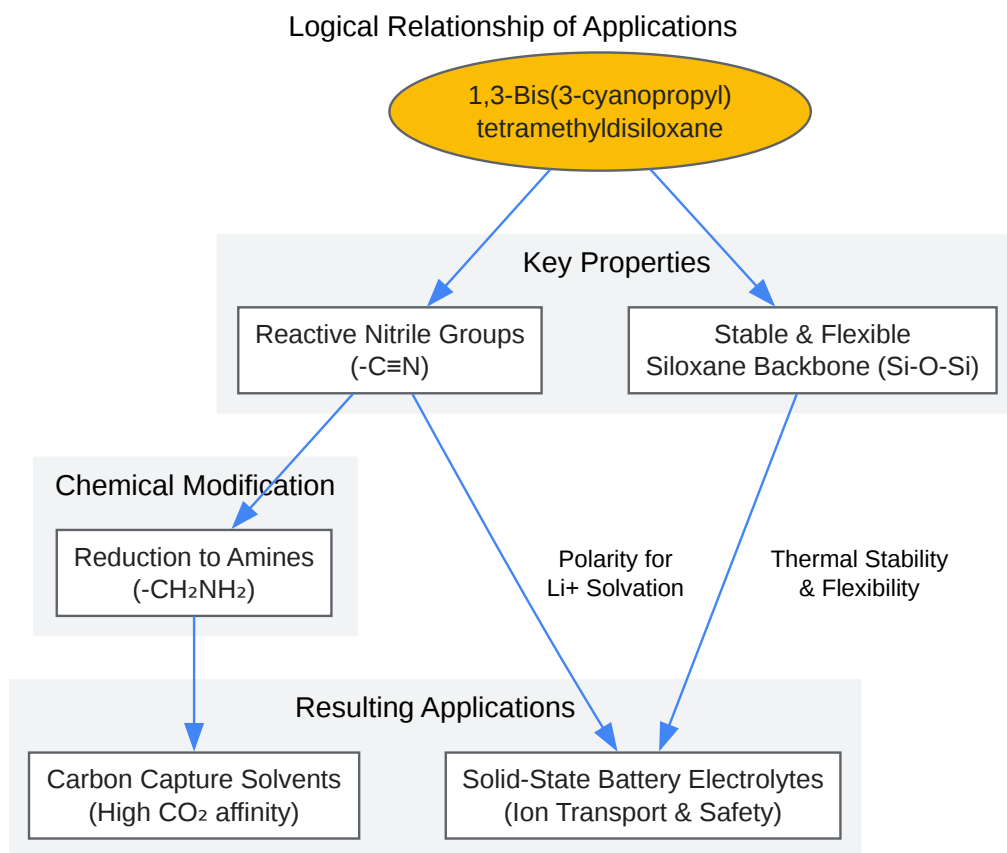 Logical Relationship of Applications
1,3-Bis(3-cyanopropyl)
tetramethyldisiloxane
Key Properties
Reactive Nitrile Groups
(-C≡N)
Stable & Flexible
Siloxane Backbone (Si-O-Si)
Chemical Modification
Reduction to Amines
(-CH₂NH₂)
Polarity for
Li+ Solvation
Thermal Stability
& Flexibility
Resulting Applications
Carbon Capture Solvents
(High CO₂ affinity)
Solid-State Battery Electrolytes
(Ion Transport & Safety)